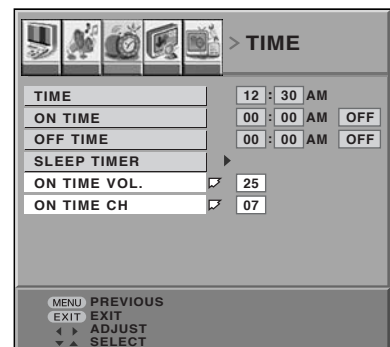 > TIME
TIME 12 : 30 AM
ON TIME 00 : 00 AM OFF
OFF TIME 00 : 00 AM OFF
SLEEP TIMER
ON TIME VOL. 25
ON TIME CH 07
MENU PREVIOUS
EXIT EXIT
ADJUST
SELECT